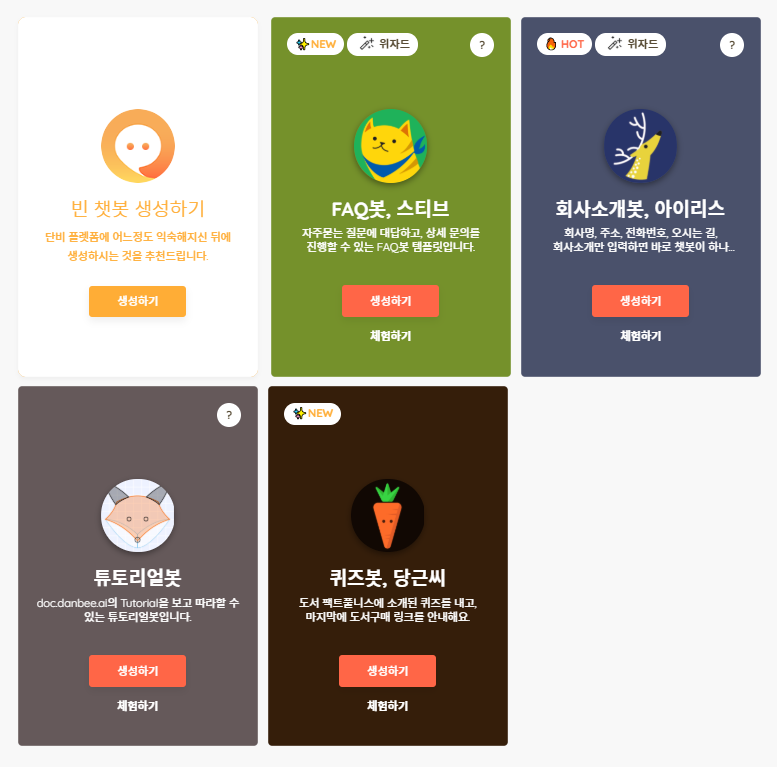 빈 챗봇 생성하기
단비 플렛폼에 어느정도 익숙해지신 뒤에
생성하시는 것을 추천드립니다.
생성하기
NEW 위자드 ?
FAQ봇, 스티브
자주묻는 질문에 대답하고, 상세 문의를
진행할 수 있는 FAQ봇 템플릿입니다.
생성하기
체험하기
HOT 위자드 ?
회사소개봇, 아이리스
회사명, 주소, 전화번호, 오시는 길,
회사소개만 입력하면 바로 챗봇이 하나...
생성하기
체험하기
?
튜토리얼봇
doc.danbee.ai의 Tutorial을 보고 따라할 수
있는 튜토리얼봇입니다.
생성하기
체험하기
NEW
퀴즈봇, 당근씨
도서 팩트풀니스에 소개된 퀴즈를 내고,
마지막에 도서구매 링크를 안내해요.
생성하기
체험하기